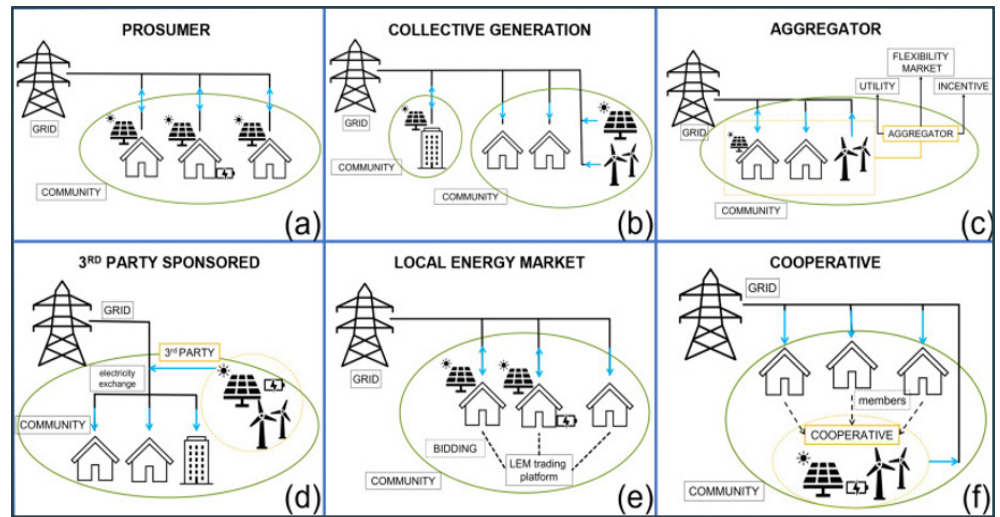 PROSUMER
GRID
COMMUNITY
(a)
COLLECTIVE GENERATION
GRID
COMMUNITY
COMMUNITY
(b)
AGGREGATOR
FLEXIBILITY
MARKET
UTILITY
INCENTIVE
GRID
AGGREGATOR
COMMUNITY
(c)
3RD PARTY SPONSORED
GRID
3rd PARTY
electricity
exchange
COMMUNITY
(d)
LOCAL ENERGY MARKET
GRID
BIDDING
LEM trading
platform
COMMUNITY
(e)
COOPERATIVE
GRID
members
COOPERATIVE
COMMUNITY
(f)